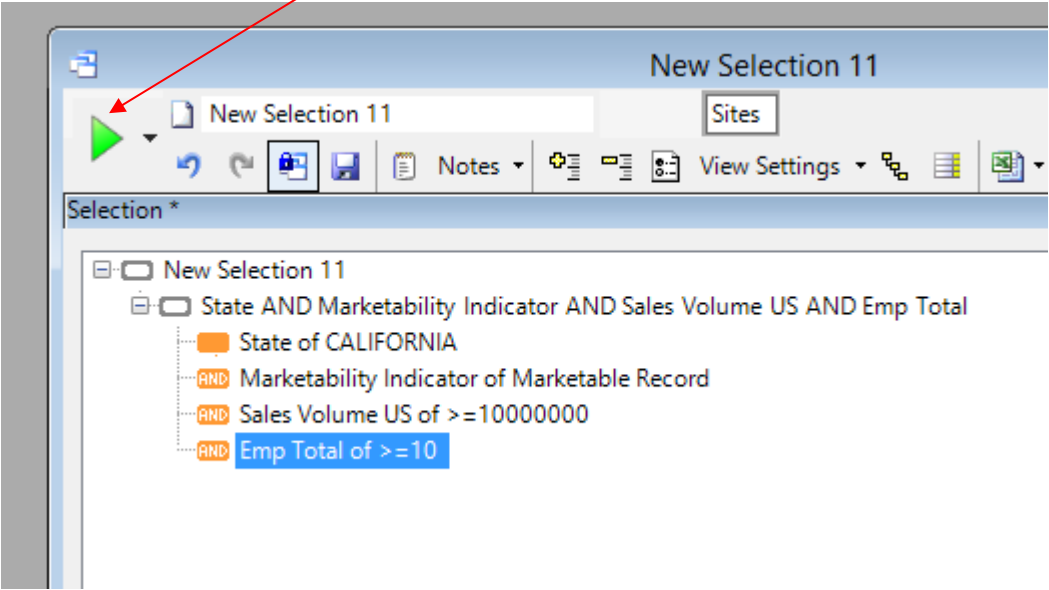 New Selection 11
New Selection 11 Sites
Notes View Settings
Selection *
New Selection 11
State AND Marketability Indicator AND Sales Volume US AND Emp Total
State of CALIFORNIA
AND Marketability Indicator of Marketable Record
AND Sales Volume US of >=10000000
AND Emp Total of >=10